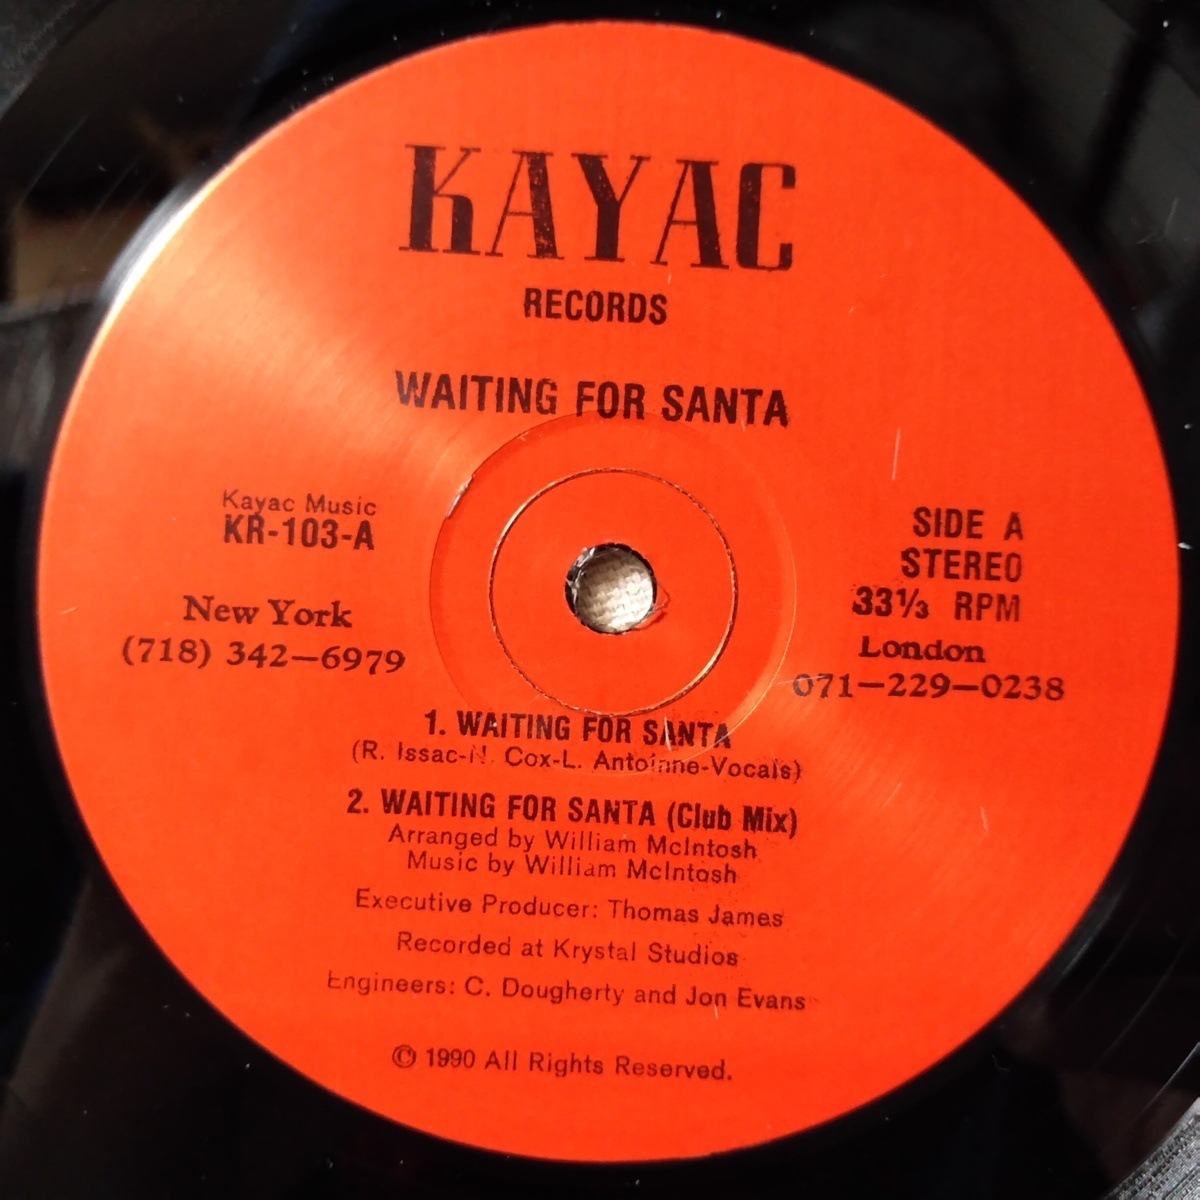 KAYAC
RECORDS
WAITING FOR SANTA
Kayac Music
KR-103-A
New York
(718) 342-6979
SIDE A
STEREO
33⅓ RPM
London
071-229-0238
1. WAITING FOR SANTA
(R. Issac-N. Cox-L. Antoinne-Vocals)
2. WAITING FOR SANTA (Club Mix)
Arranged by William McIntosh
Music by William McIntosh
Executive Producer: Thomas James
Recorded at Krystal Studios
Engineers: C. Dougherty and Jon Evans
© 1990 All Rights Reserved.